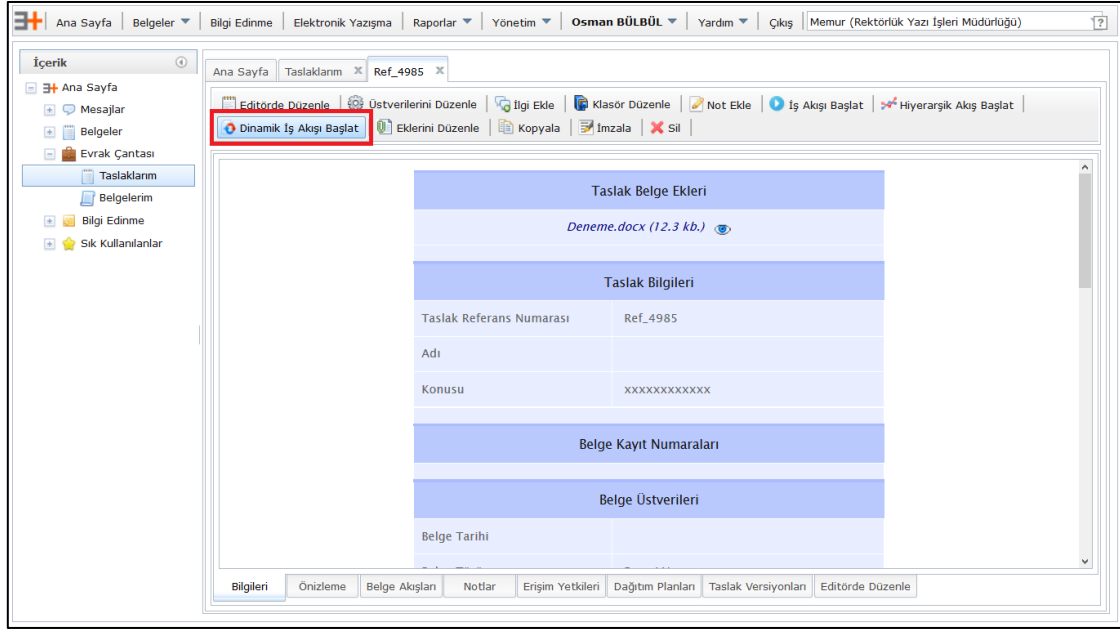 Ana Sayfa Belgeler Bilgi Edinme Elektronik Yazışma Raporlar Yönetim Osman BÜLBÜL Yardım Çıkış Memur (Rektörlük Yazı İşleri Müdürlüğü)
İçerik
Ana Sayfa
Mesajlar
Belgeler
Evrak Çantası
Taslaklarım
Belgelerim
Bilgi Edinme
Sık Kullanılanlar
Ana Sayfa Taslaklarım Ref_4985
Editörde Düzenle Üstverilerini Düzenle İlgi Ekle Klasör Düzenle Not Ekle İş Akışı Başlat Hiyerarşik Akış Başlat
Dinamik İş Akışı Başlat Eklerini Düzenle Kopyala İmzala Sil
Taslak Belge Ekleri
Deneme.docx (12.3 kb.)
Taslak Bilgileri
Taslak Referans Numarası Ref_4985
Adı
Konusu xxxxxxxxxxxx
Belge Kayıt Numaraları
Belge Üstverileri
Belge Tarihi
Bilgileri Önizleme Belge Akışları Notlar Erişim Yetkileri Dağıtım Planları Taslak Versiyonları Editörde Düzenle